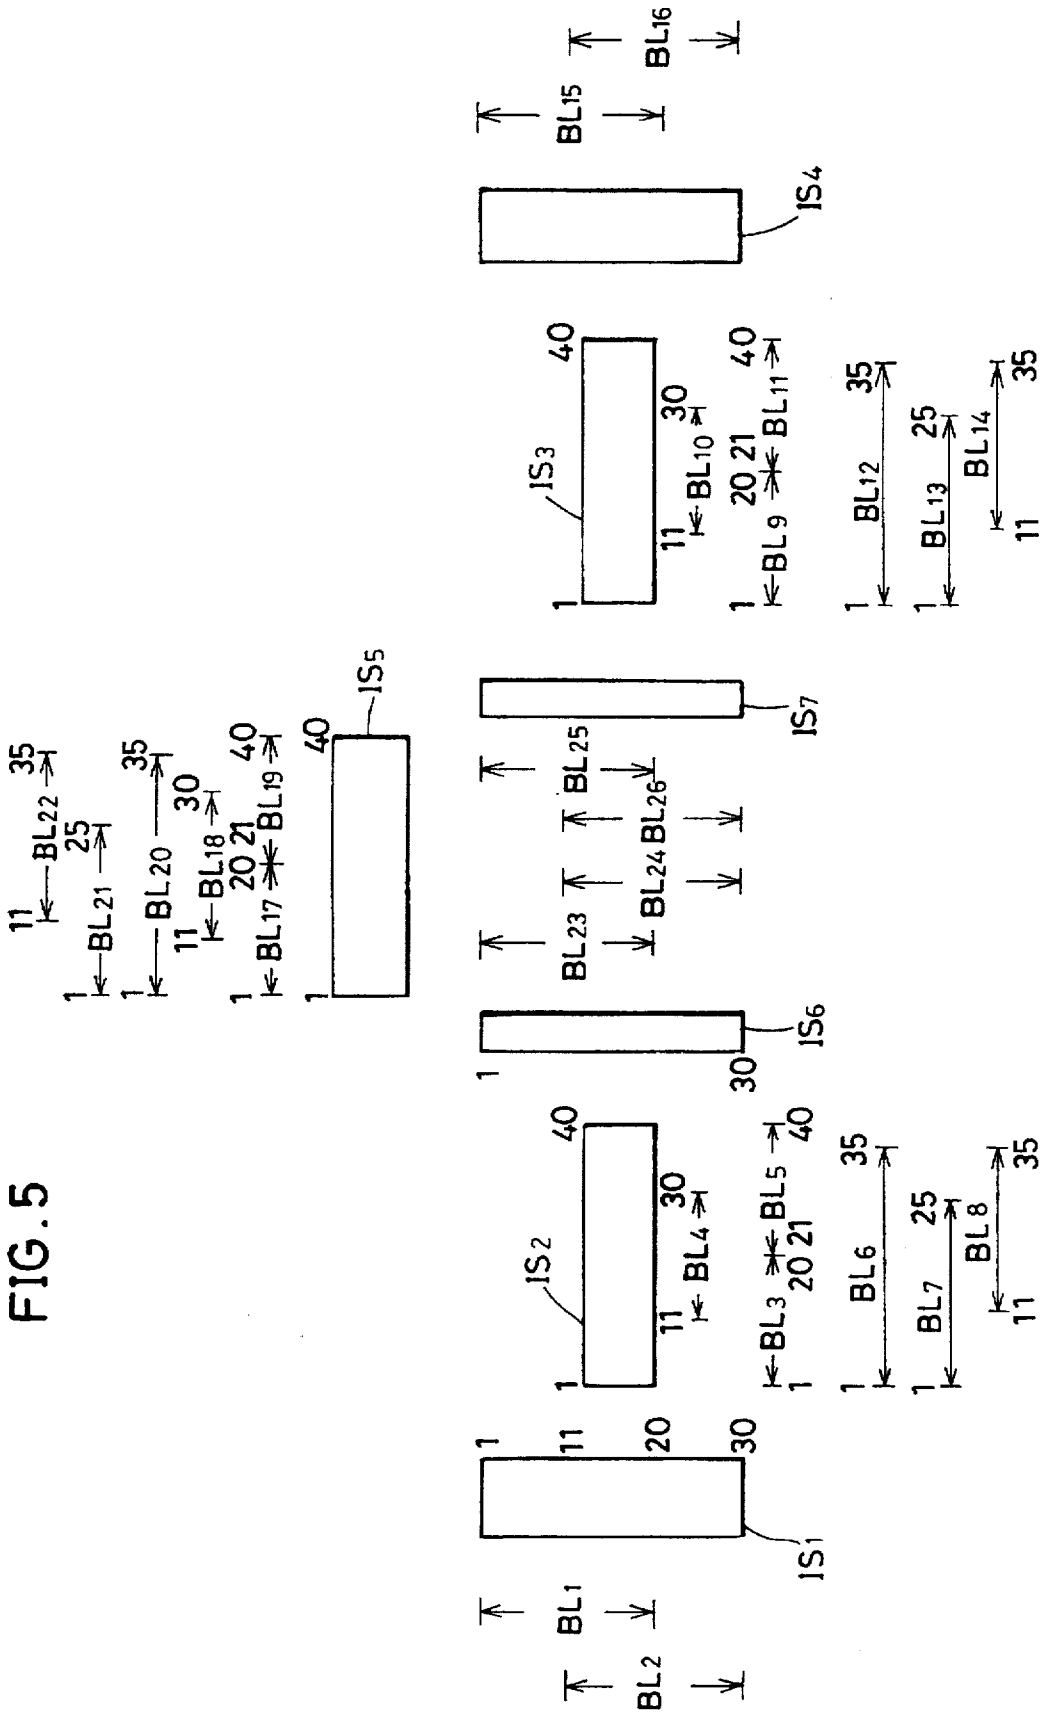 FIG.5
11 35
BL22
1 25
BL21
1 35
BL20
11 30
BL18
1 20 21 40
BL17 BL19
1 40
IS5
BL15
BL16
BL1
BL2
1
11
20
30
IS1
1 40
IS2
11 30
BL4
BL3 BL5
1 20 21 40
1 35
BL6
1 25
BL7
BL8
11 35
1
30
IS6
BL23
BL24
BL26
BL25
IS7
1 40
IS3
11 30
BL10
1 20 21 40
BL9 BL11
1 35
BL12
1 25
BL13
BL14
11 35
IS4